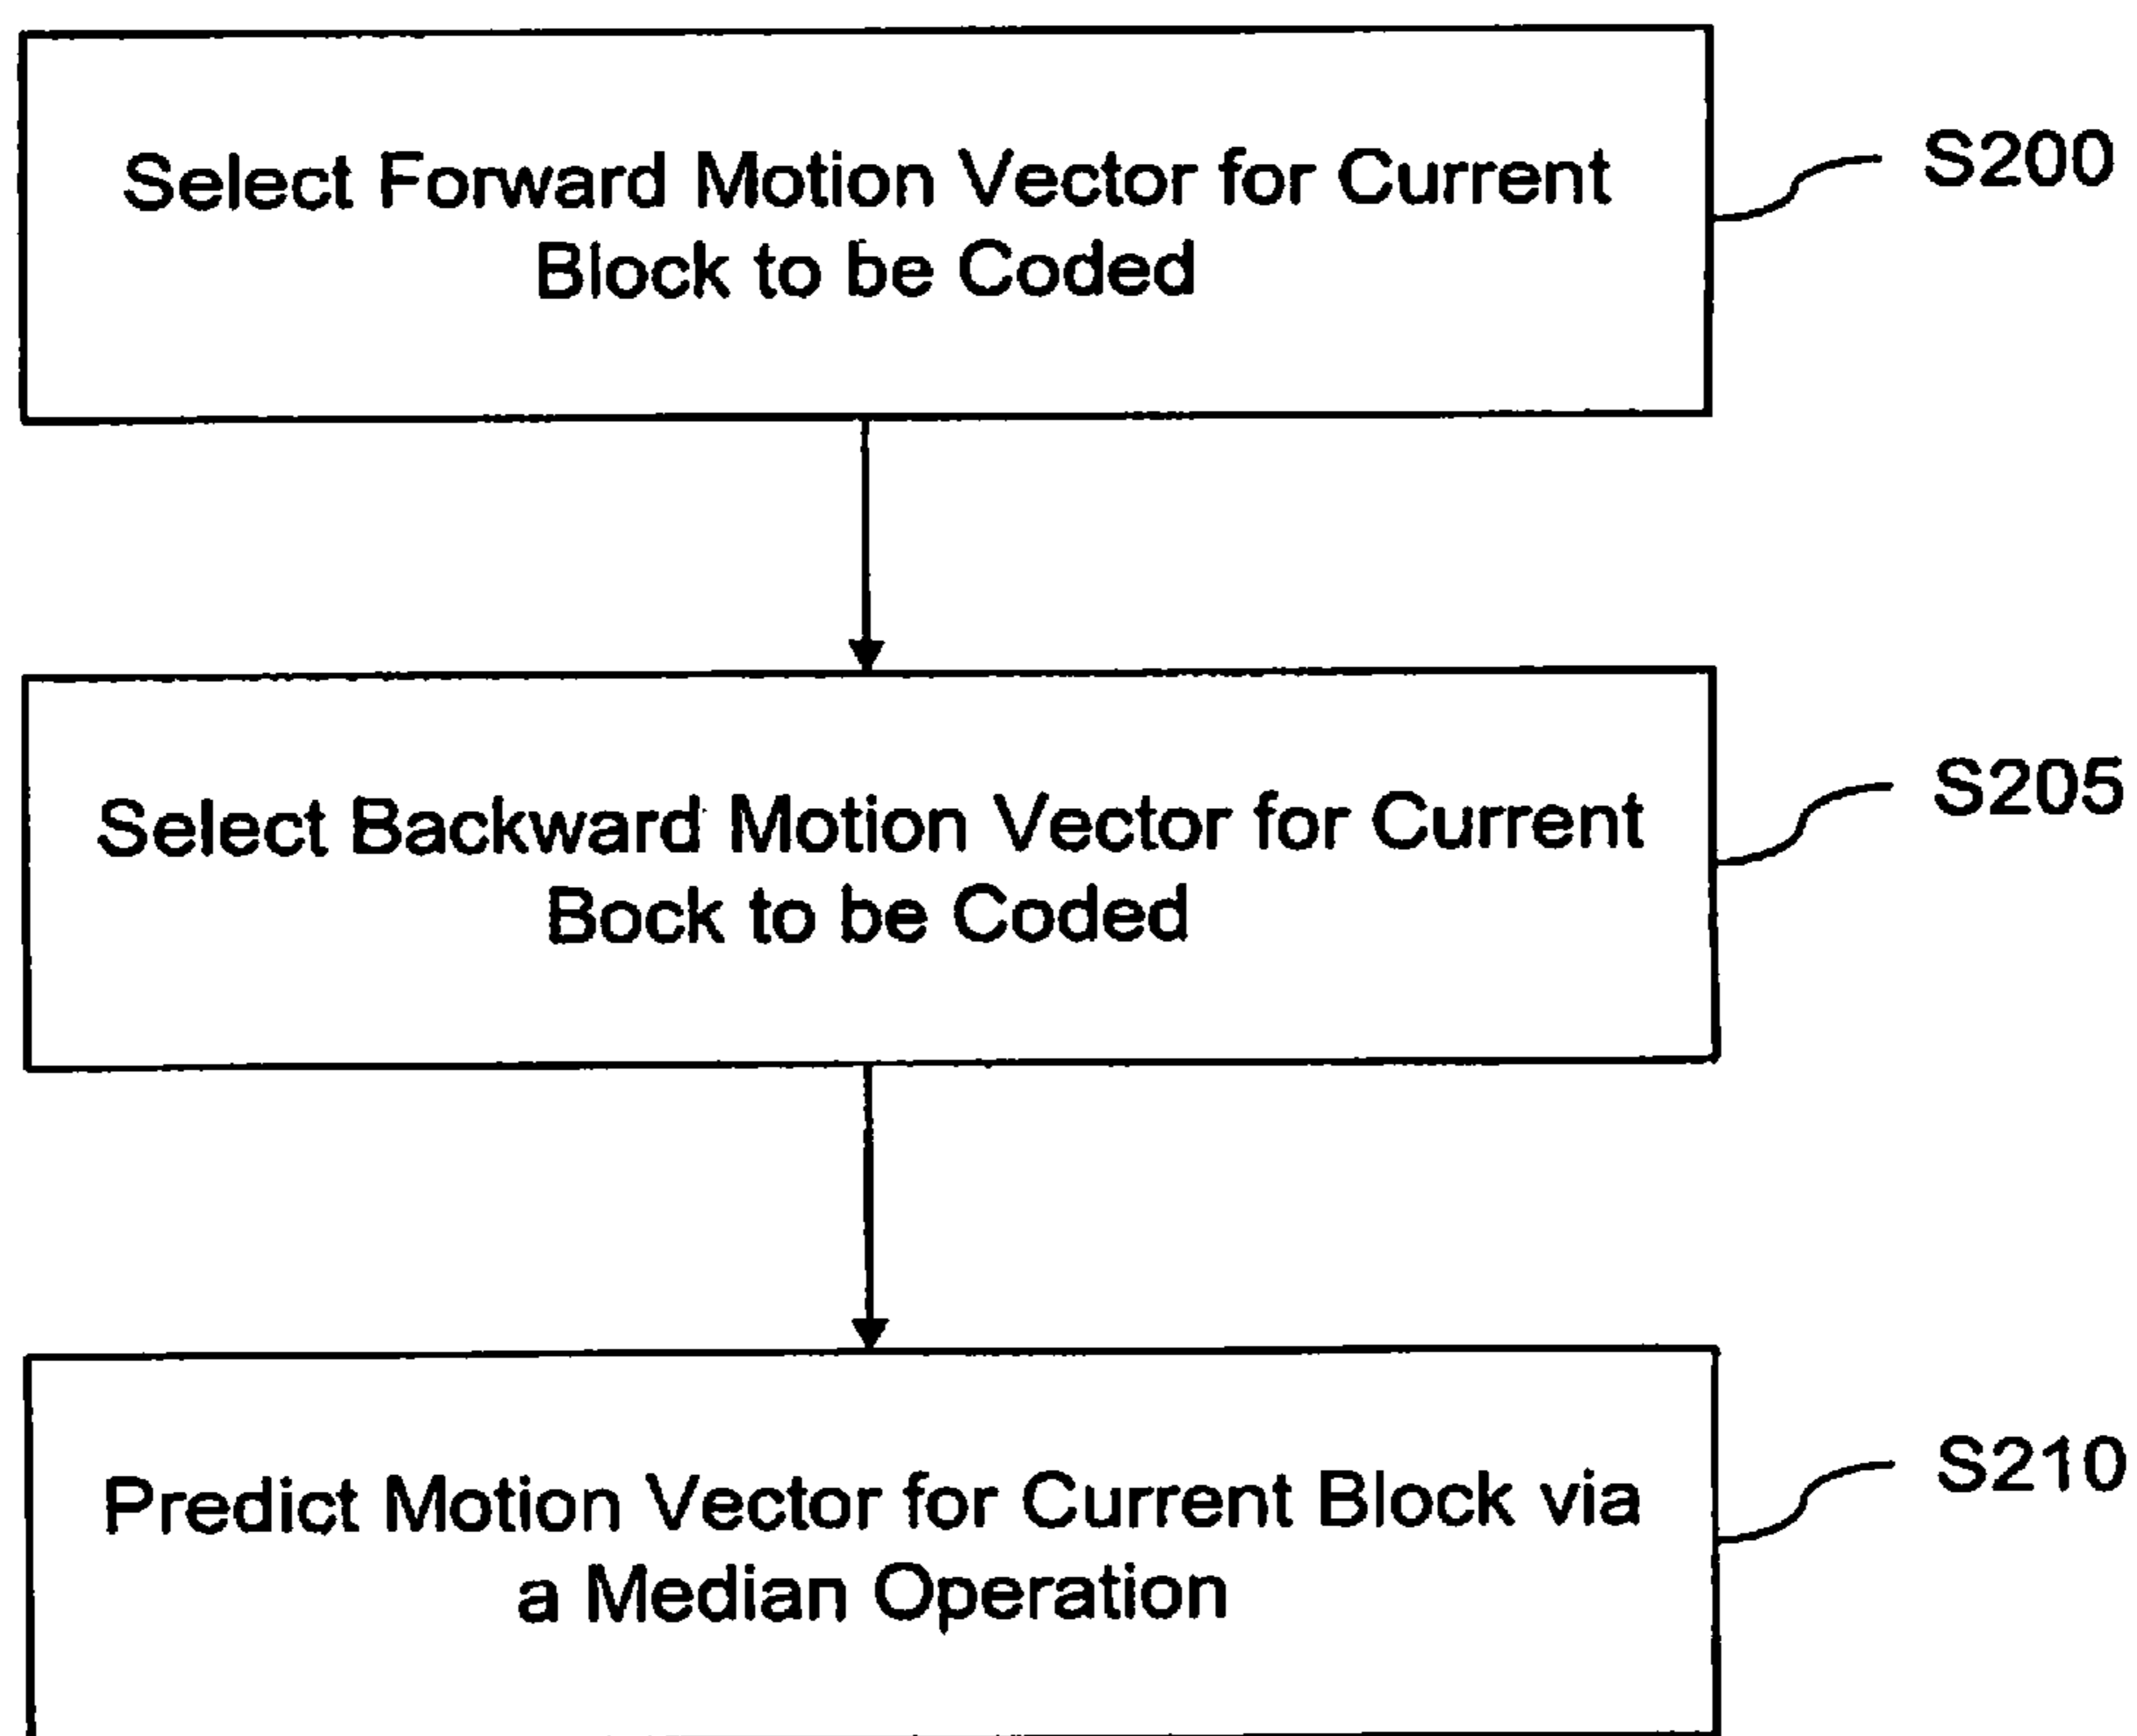 Select Forward Motion Vector for Current
Block to be Coded
S200
Select Backward Motion Vector for Current
Bock to be Coded
S205
Predict Motion Vector for Current Block via
a Median Operation
S210